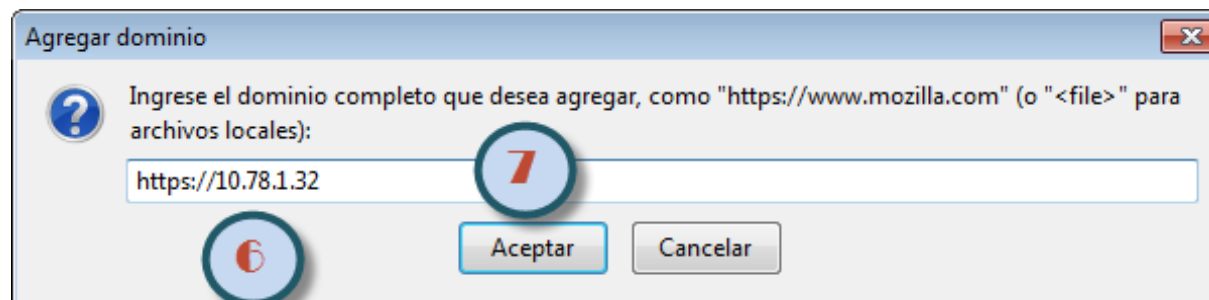 Agregar dominio
Ingrese el dominio completo que desea agregar, como "https://www.mozilla.com" (o "<file>" para
archivos locales):
https://10.78.1.32
7
6
Aceptar
Cancelar